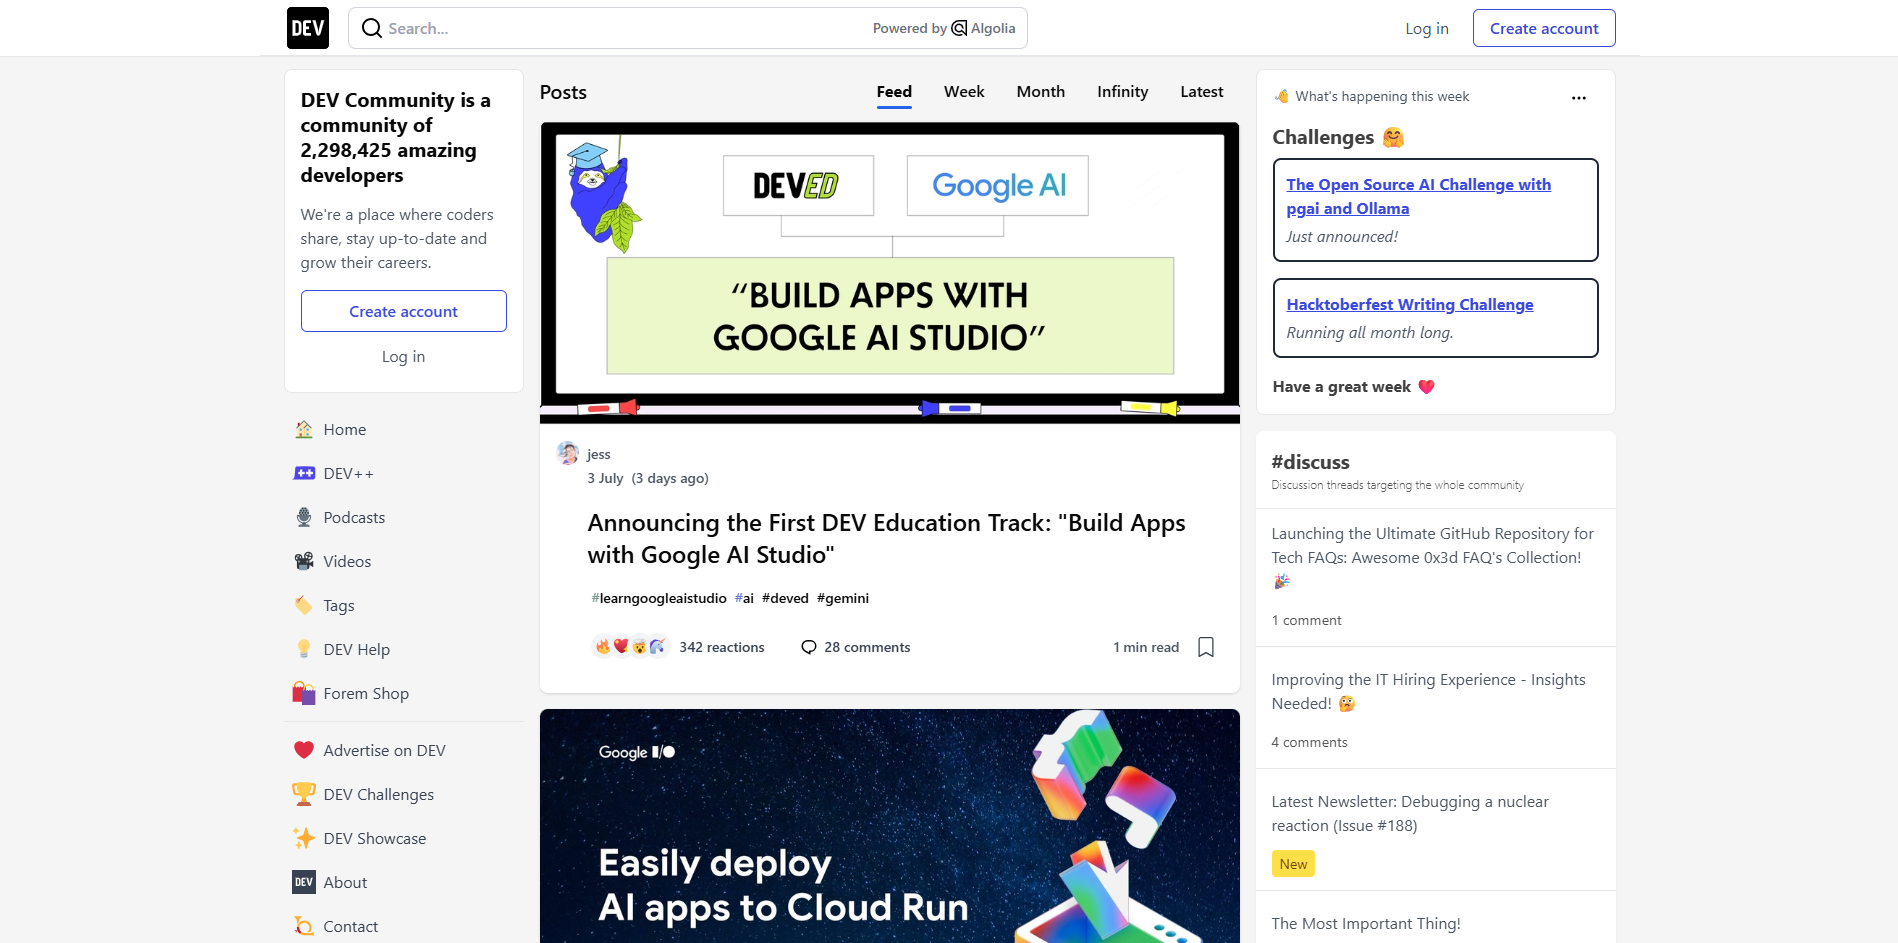 DEV
Search...
Powered by Algolia
Log in
Create account
DEV Community is a
community of
2,298,425 amazing
developers
We're a place where coders
share, stay up-to-date and
grow their careers.
Create account
Log in
Home
DEV++
Podcasts
Videos
Tags
DEV Help
Forem Shop
Advertise on DEV
DEV Challenges
DEV Showcase
DEV
About
Contact
Posts
Feed
Week
Month
Infinity
Latest
DEVED
Google AI
“BUILD APPS WITH
GOOGLE AI STUDIO”
jess
3 July (3 days ago)
Announcing the First DEV Education Track: "Build Apps
with Google AI Studio"
#learngoogleaistudio #ai #deved #gemini
342 reactions
28 comments
1 min read
Google I/O
Easily deploy
AI apps to Cloud Run
👋 What's happening this week
Challenges 🤗
The Open Source AI Challenge with
pgai and Ollama
Just announced!
Hacktoberfest Writing Challenge
Running all month long.
Have a great week ❤️
#discuss
Discussion threads targeting the whole community
Launching the Ultimate GitHub Repository for
Tech FAQs: Awesome 0x3d FAQ's Collection!
🎉
1 comment
Improving the IT Hiring Experience - Insights
Needed! 🤔
4 comments
Latest Newsletter: Debugging a nuclear
reaction (Issue #188)
New
The Most Important Thing!